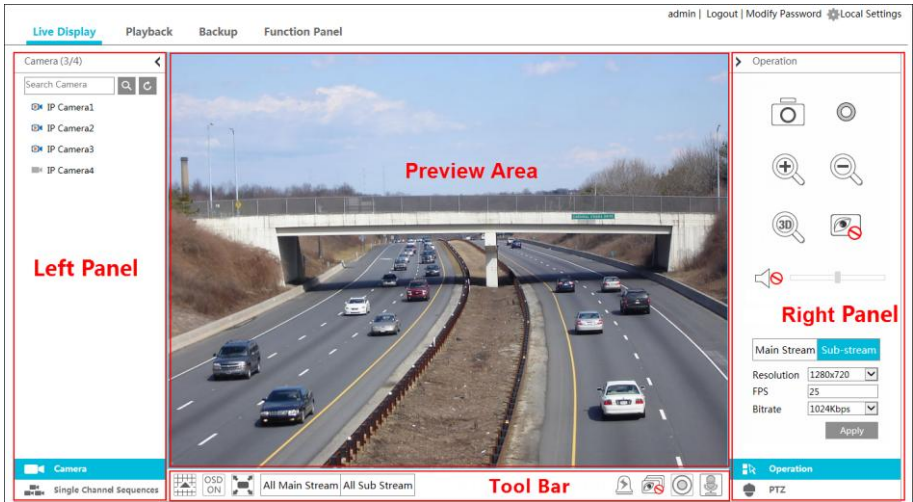 admin | Logout | Modify Password Local Settings
Live Display Playback Backup Function Panel
Camera (3/4)
Search Camera
IP Camera1
IP Camera2
IP Camera3
IP Camera4
Left Panel
Preview Area
Operation
3D
Right Panel
Main Stream Sub-stream
Resolution 1280x720
FPS 25
Bitrate 1024Kbps
Apply
Camera
Single Channel Sequences
OSD
ON
All Main Stream All Sub Stream
Tool Bar
Operation
PTZ